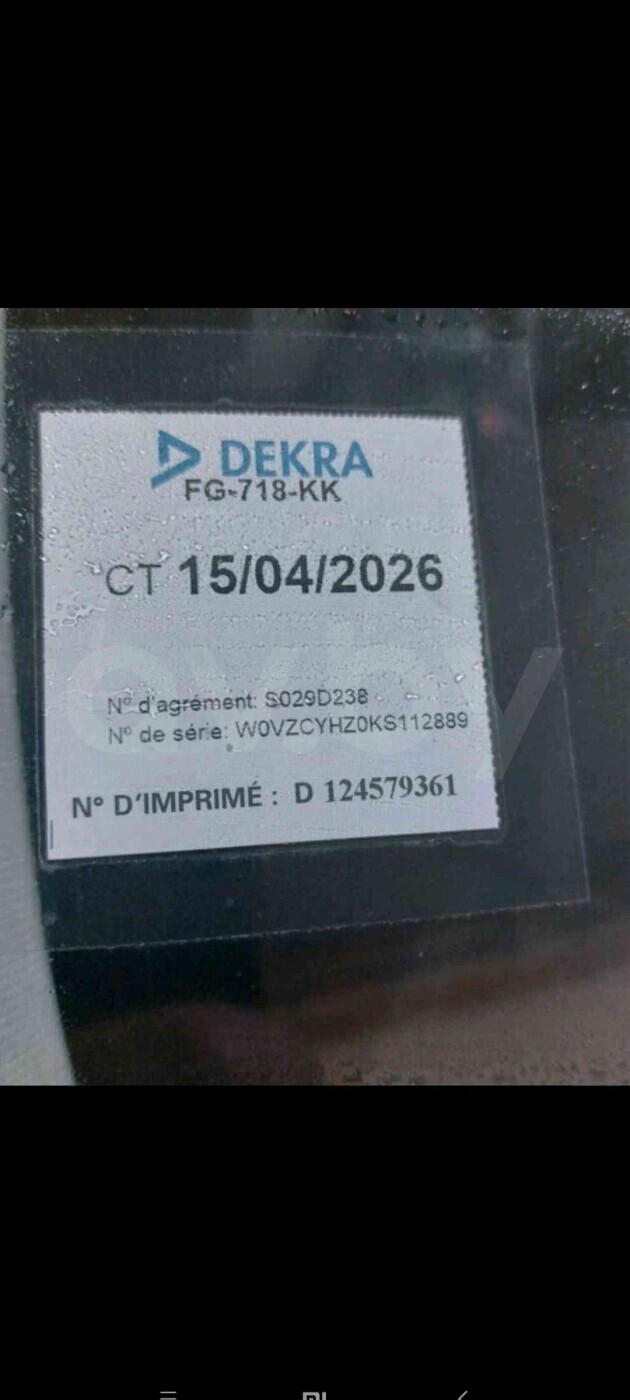 DEKRA
FG-718-KK
CT 15/04/2026
N° d'agrément: S029D238
N° de série: W0VZCYHZ0KS112889
N° D'IMPRIMÉ : D 124579361